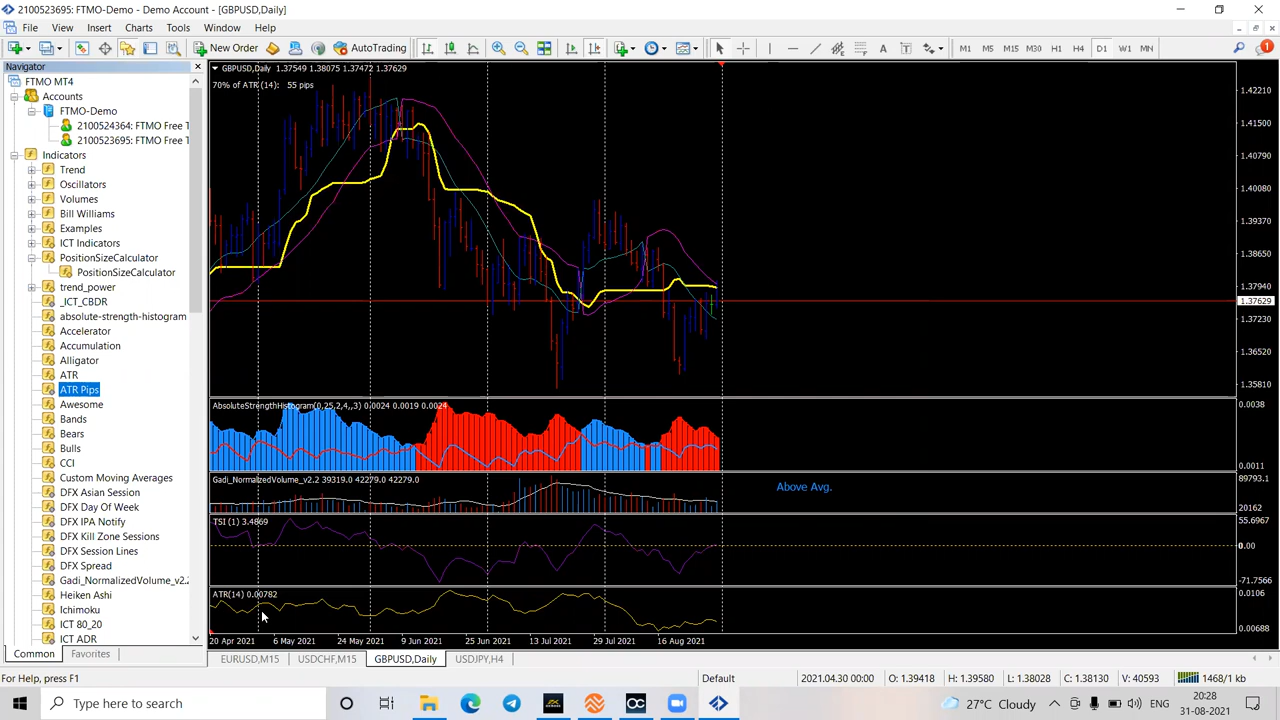 2100523695: FTMO-Demo - Demo Account - [GBPUSD,Daily]
File View Insert Charts Tools Window Help
New Order AutoTrading M1 M5 M15 M30 H1 H4 D1 W1 MN
1
Navigator
FTMO MT4
Accounts
FTMO-Demo
2100524364: FTMO Free T
2100523695: FTMO Free T
Indicators
Trend
Oscillators
Volumes
Bill Williams
Examples
ICT Indicators
PositionSizeCalculator
PositionSizeCalculator
trend_power
_ICT_CBDR
absolute-strength-histogram
Accelerator
Accumulation
Alligator
ATR
ATR Pips
Awesome
Bands
Bears
Bulls
CCI
Custom Moving Averages
DFX Asian Session
DFX Day Of Week
DFX IPA Notify
DFX Kill Zone Sessions
DFX Session Lines
DFX Spread
Gadi_NormalizedVolume_v2.2
Heiken Ashi
Ichimoku
ICT 80_20
ICT ADR
Common Favorites
GBPUSD,Daily 1.37549 1.38075 1.37472 1.37629
70% of ATR (14): 55 pips
1.42210
1.41500
1.40790
1.40080
1.39370
1.38650
1.37940
1.37629
1.37230
1.36520
1.35810
AbsoluteStrengthHistogram(0,25,2,4,,3) 0.0024 0.0019 0.0024
0.0038
0.0011
Gadi_NormalizedVolume_v2.2 39319.0 42279.0 42279.0
Above Avg.
89793.1
20162
TSI (1) 3.4869
55.6967
0.00
-71.7566
ATR(14) 0.00782
0.0106
0.00688
20 Apr 2021 6 May 2021 24 May 2021 9 Jun 2021 25 Jun 2021 13 Jul 2021 29 Jul 2021 16 Aug 2021
EURUSD,M15 USDCHF,M15 GBPUSD,Daily USDJPY,H4
For Help, press F1 Default 2021.04.30 00:00 O: 1.39418 H: 1.39580 L: 1.38028 C: 1.38130 V: 40593 1468/1 kb
Type here to search 27°C Cloudy 20:28
31-08-2021